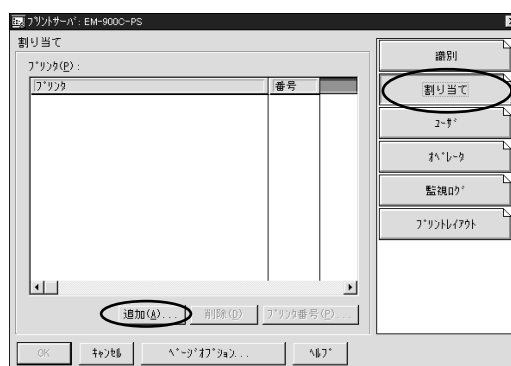 ﾌﾟﾘﾝﾄｻｰﾊﾞ: EM-900C-PS
割り当て
ﾌﾟﾘﾝﾀ(P):
ﾌﾟﾘﾝﾀ 番号
追加(A)... 削除(D) ﾌﾟﾘﾝﾀ番号(P)...
OK ｷｬﾝｾﾙ ﾍﾟｰｼﾞｵﾌﾟｼｮﾝ... ﾍﾙﾌﾟ
識別
割り当て
ﾕｰｻﾞ
ｵﾍﾟﾚｰﾀ
監視ﾛｸﾞ
ﾌﾟﾘﾝﾄﾚｲｱｳﾄ